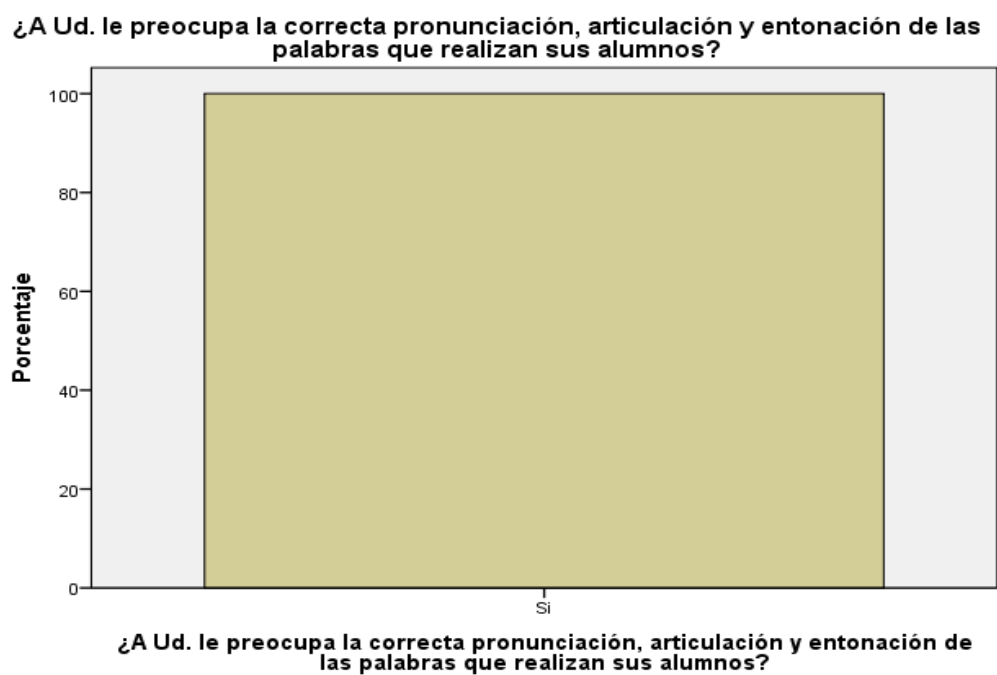 ¿A Ud. le preocupa la correcta pronunciación, articulación y entonación de las
palabras que realizan sus alumnos?
100
80
60
40
20
0
Porcentaje
Si
¿A Ud. le preocupa la correcta pronunciación, articulación y entonación de
las palabras que realizan sus alumnos?